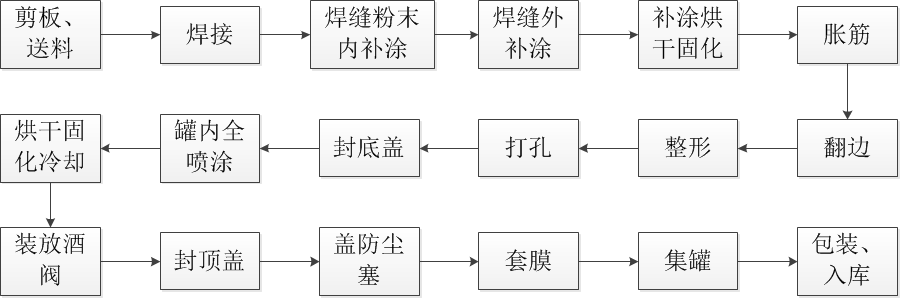 剪板、
送料
焊接
焊缝粉末
内补涂
焊缝外
补涂
补涂烘
干固化
胀筋
烘干固
化冷却
罐内全
喷涂
封底盖
打孔
整形
翻边
装放酒
阀
封顶盖
盖防尘
塞
套膜
集罐
包装、
入库